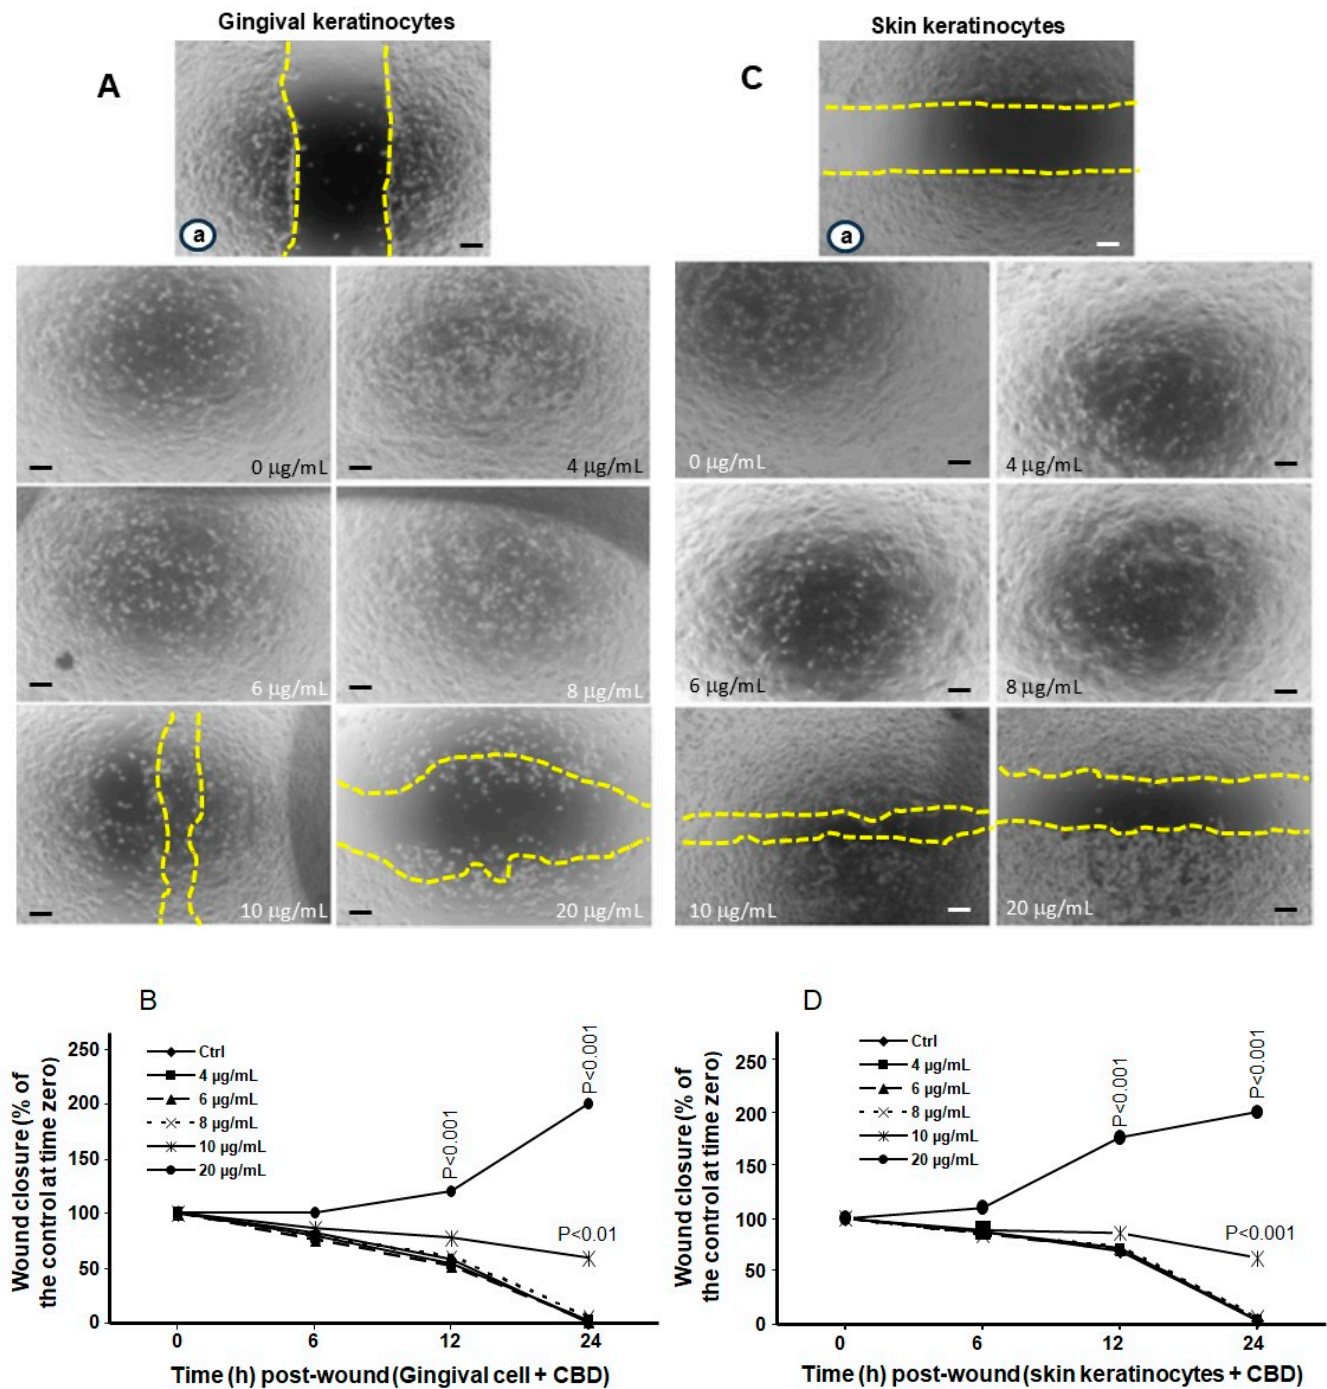 Gingival keratinocytes
Skin keratinocytes
A
a
C
a
0 µg/mL
4 µg/mL
6 µg/mL
8 µg/mL
10 µg/mL
20 µg/mL
0 µg/mL
4 µg/mL
6 µg/mL
8 µg/mL
10 µg/mL
20 µg/mL
B
Wound closure (% of
the control at time zero)
250
200
150
100
50
0
Ctrl
4 µg/mL
6 µg/mL
8 µg/mL
10 µg/mL
20 µg/mL
P<0.001
P<0.001
P<0.01
0
6
12
24
Time (h) post-wound (Gingival cell + CBD)
D
Wound closure (% of
the control at time zero)
250
200
150
100
50
0
Ctrl
4 µg/mL
6 µg/mL
8 µg/mL
10 µg/mL
20 µg/mL
P<0.001
P<0.001
P<0.001
0
6
12
24
Time (h) post-wound (skin keratinocytes + CBD)